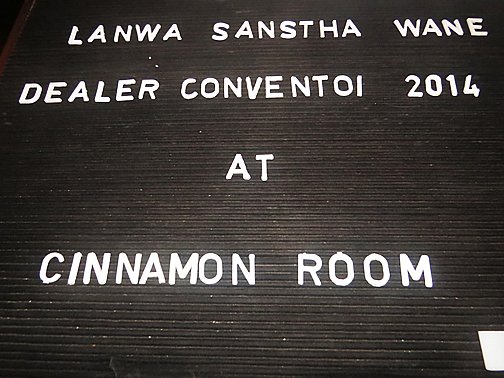 LANWA SANSTHA WANE
DEALER CONVENTOI 2014
AT
CINNAMON ROOM